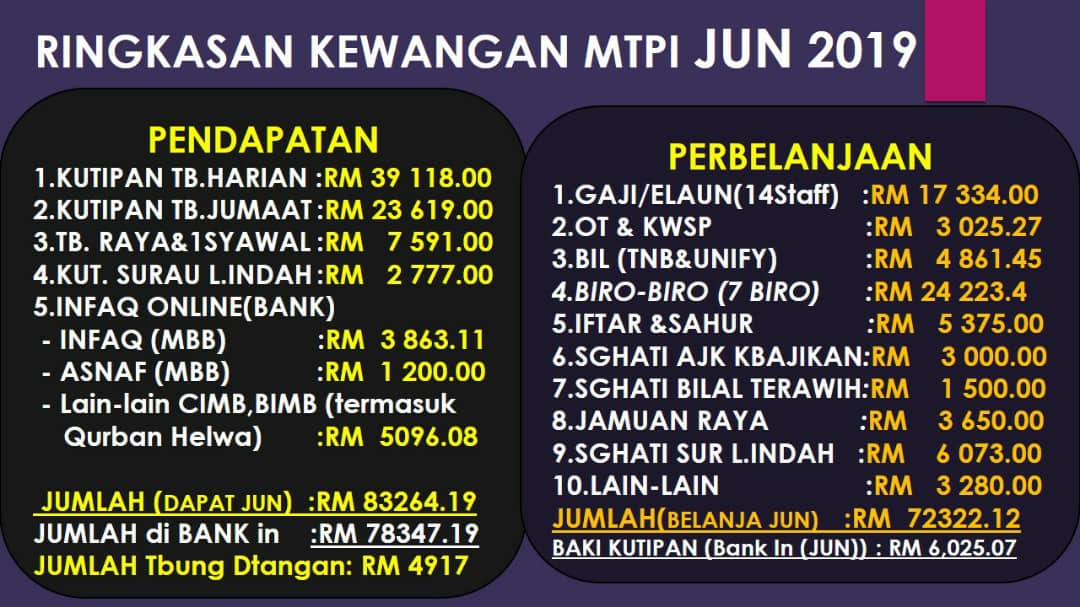 RINGKASAN KEWANGAN MTPI JUN 2019
PENDAPATAN
1.KUTIPAN TB.HARIAN :RM 39 118.00
2.KUTIPAN TB.JUMAAT :RM 23 619.00
3.TB. RAYA&1SYAWAL :RM 7 591.00
4.KUT. SURAU L.INDAH :RM 2 777.00
5.INFAQ ONLINE(BANK)
- INFAQ (MBB) :RM 3 863.11
- ASNAF (MBB) :RM 1 200.00
- Lain-lain CIMB,BIMB (termasuk
Qurban Helwa) :RM 5096.08
JUMLAH (DAPAT JUN) :RM 83264.19
JUMLAH di BANK in :RM 78347.19
JUMLAH Tbung Dtangan: RM 4917
PERBELANJAAN
1.GAJI/ELAUN(14Staff) :RM 17 334.00
2.OT & KWSP :RM 3 025.27
3.BIL (TNB&UNIFY) :RM 4 861.45
4.BIRO-BIRO (7 BIRO) :RM 24 223.4
5.IFTAR &SAHUR :RM 5 375.00
6.SGHATI AJK KBAJIKAN:RM 3 000.00
7.SGHATI BILAL TERAWIH:RM 1 500.00
8.JAMUAN RAYA :RM 3 650.00
9.SGHATI SUR L.INDAH :RM 6 073.00
10.LAIN-LAIN :RM 3 280.00
JUMLAH(BELANJA JUN) :RM 72322.12
BAKI KUTIPAN (Bank In (JUN)) : RM 6,025.07